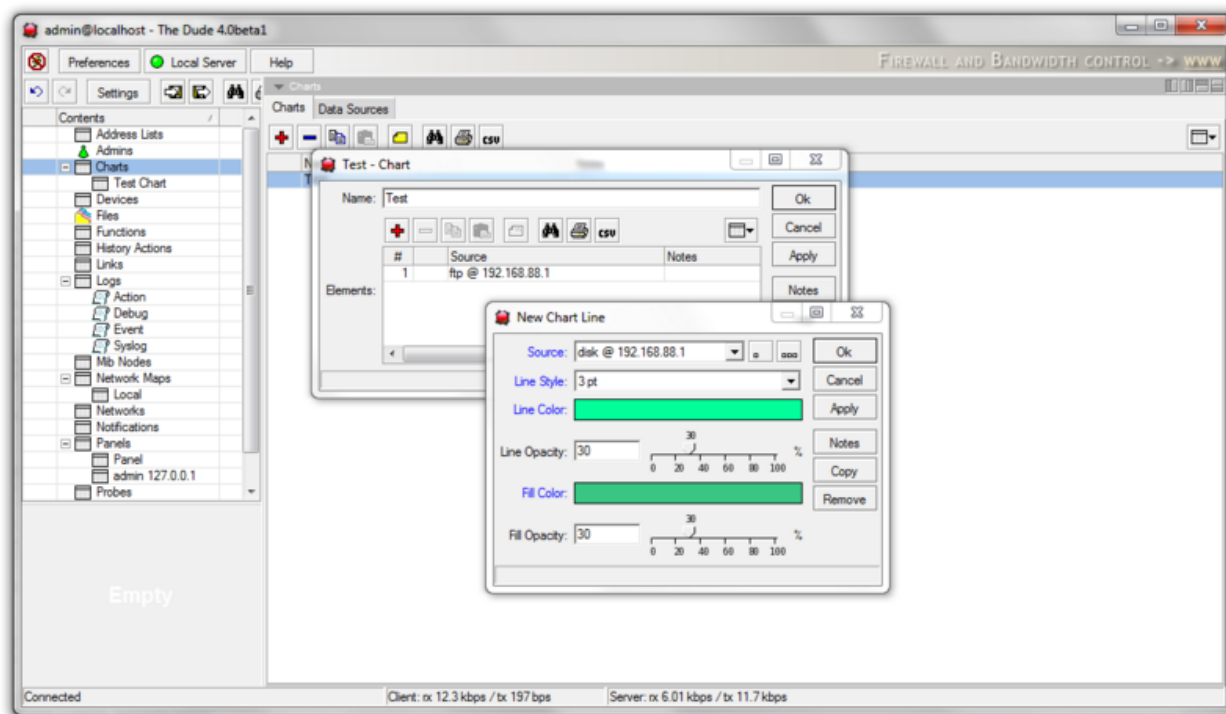 admin@localhost - The Dude 4.0beta1
Preferences Local Server Help FIREWALL AND BANDWIDTH CONTROL -> WWW
Settings Charts
Charts Data Sources
Contents
CSV
Address Lists
Admins
Charts
Test Chart
Devices
Files
Functions
History Actions
Links
Logs
Action
Debug
Event
Syslog
Mib Nodes
Network Maps
Local
Networks
Notifications
Panels
Panel
admin 127.0.0.1
Probes
Empty
Test - Chart
Name: Test Ok
CSV Cancel
# Source Notes Apply
1 ftp @ 192.168.88.1
Elements: Notes
New Chart Line
Source: disk @ 192.168.88.1 Ok
Line Style: 3 pt Cancel
Line Color: Apply
30
Line Opacity: 30 % Notes
0 20 40 60 80 100 Copy
Fill Color: Remove
30
Fill Opacity: 30 %
0 20 40 60 80 100
Connected Client: rx 12.3 kbps / tx 197 bps Server: rx 6.01 kbps / tx 11.7 kbps